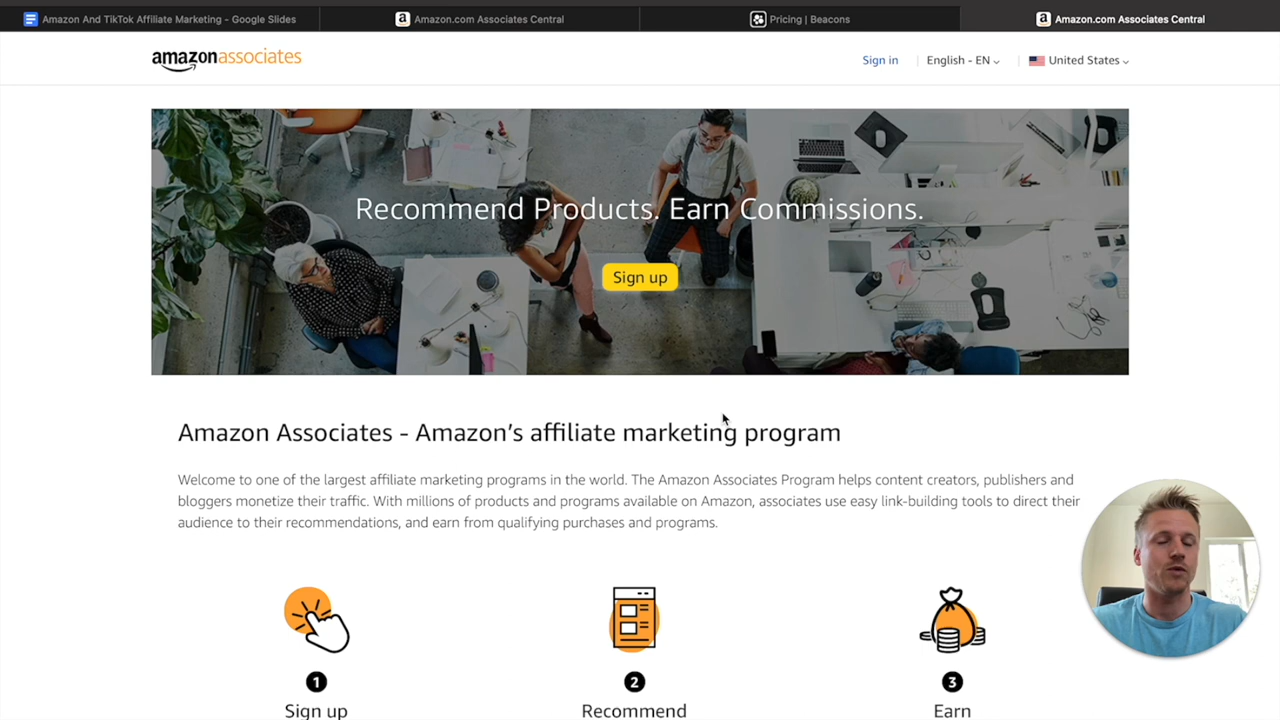 Amazon And TikTok Affiliate Marketing - Google Slides
Amazon.com Associates Central
Pricing | Beacons
Amazon.com Associates Central
amazonassociates
Sign in
English - EN
United States
Recommend Products. Earn Commissions.
Sign up
Amazon Associates - Amazon's affiliate marketing program
Welcome to one of the largest affiliate marketing programs in the world. The Amazon Associates Program helps content creators, publishers and
bloggers monetize their traffic. With millions of products and programs available on Amazon, associates use easy link-building tools to direct their
audience to their recommendations, and earn from qualifying purchases and programs.
1
2
3
Sign up
Recommend
Earn